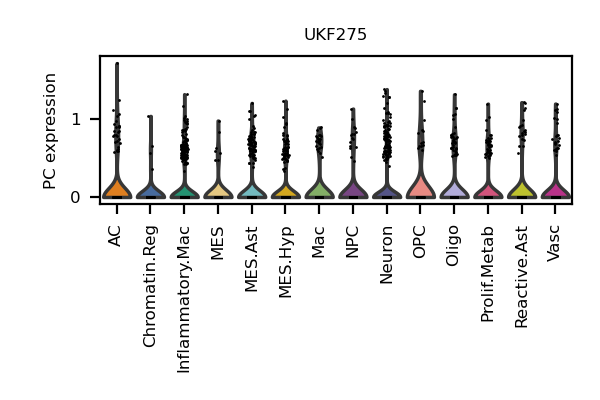 UKF275
PC expression
1
0
AC
Chromatin.Reg
Inflammatory.Mac
MES
MES.Ast
MES.Hyp
Mac
NPC
Neuron
OPC
Oligo
Prolif.Metab
Reactive.Ast
Vasc